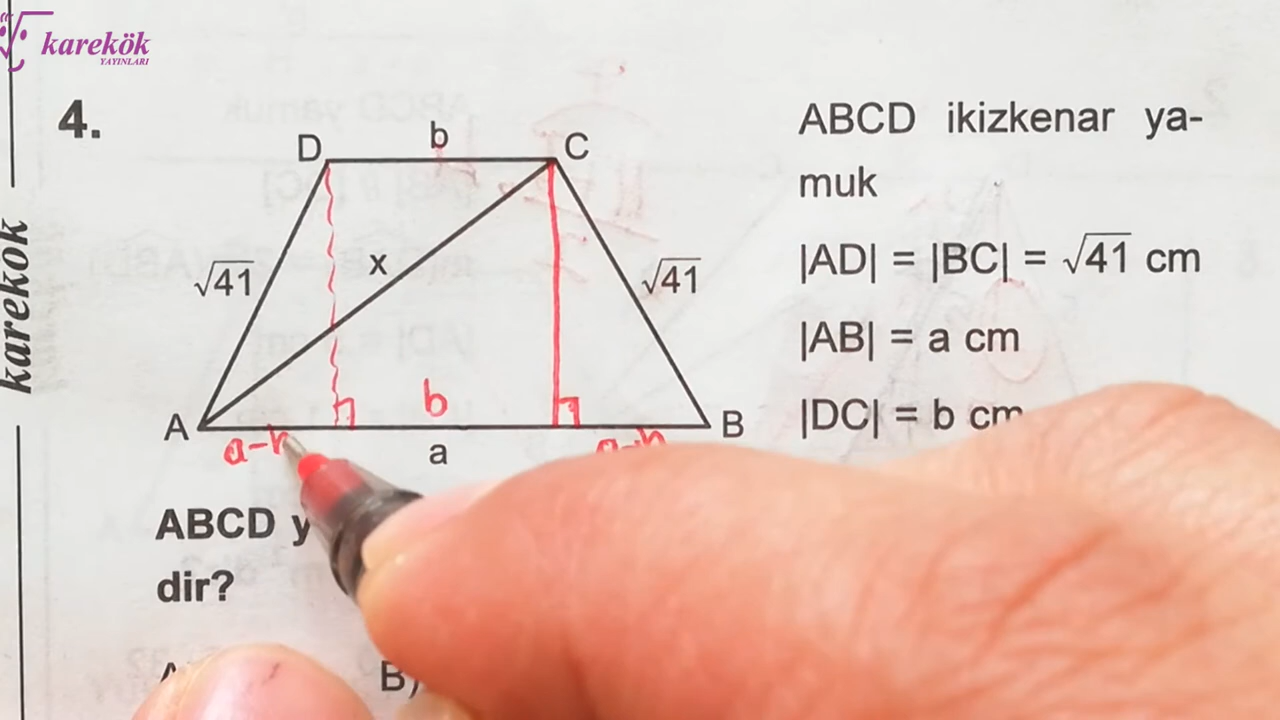 karekök
YAYINLARI
karekök
4.
D
b
C
√41
x
√41
b
A
B
a-b
a-b
a
ABCD ikizkenar ya-
muk
|AD| = |BC| = √41 cm
|AB| = a cm
|DC| = b cm
ABCD
dir?
B)